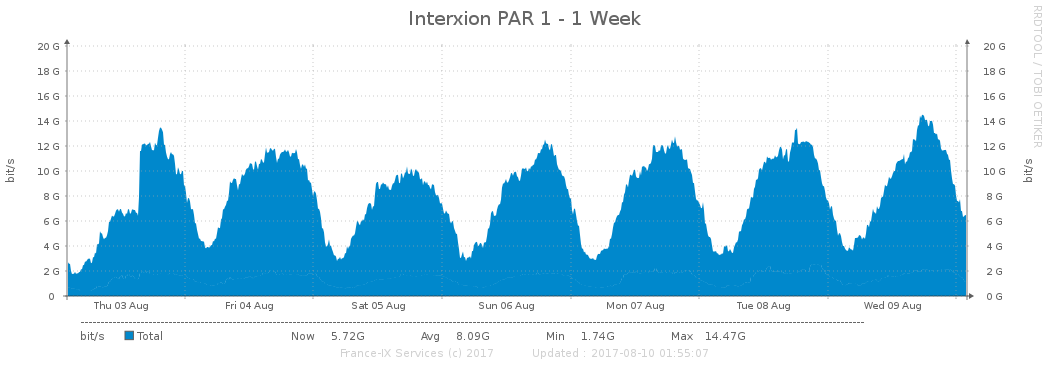 Interxion PAR 1 - 1 Week
RRDTOOL / TOBI OETIKER
20 G 20 G
18 G 18 G
16 G 16 G
14 G 14 G
12 G 12 G
10 G 10 G
8 G 8 G
6 G 6 G
4 G 4 G
2 G 2 G
0 0 G
bit/s bit/s
Thu 03 Aug Fri 04 Aug Sat 05 Aug Sun 06 Aug Mon 07 Aug Tue 08 Aug Wed 09 Aug
bit/s Total Now 5.72G Avg 8.09G Min 1.74G Max 14.47G
France-IX Services (c) 2017 Updated : 2017-08-10 01:55:07